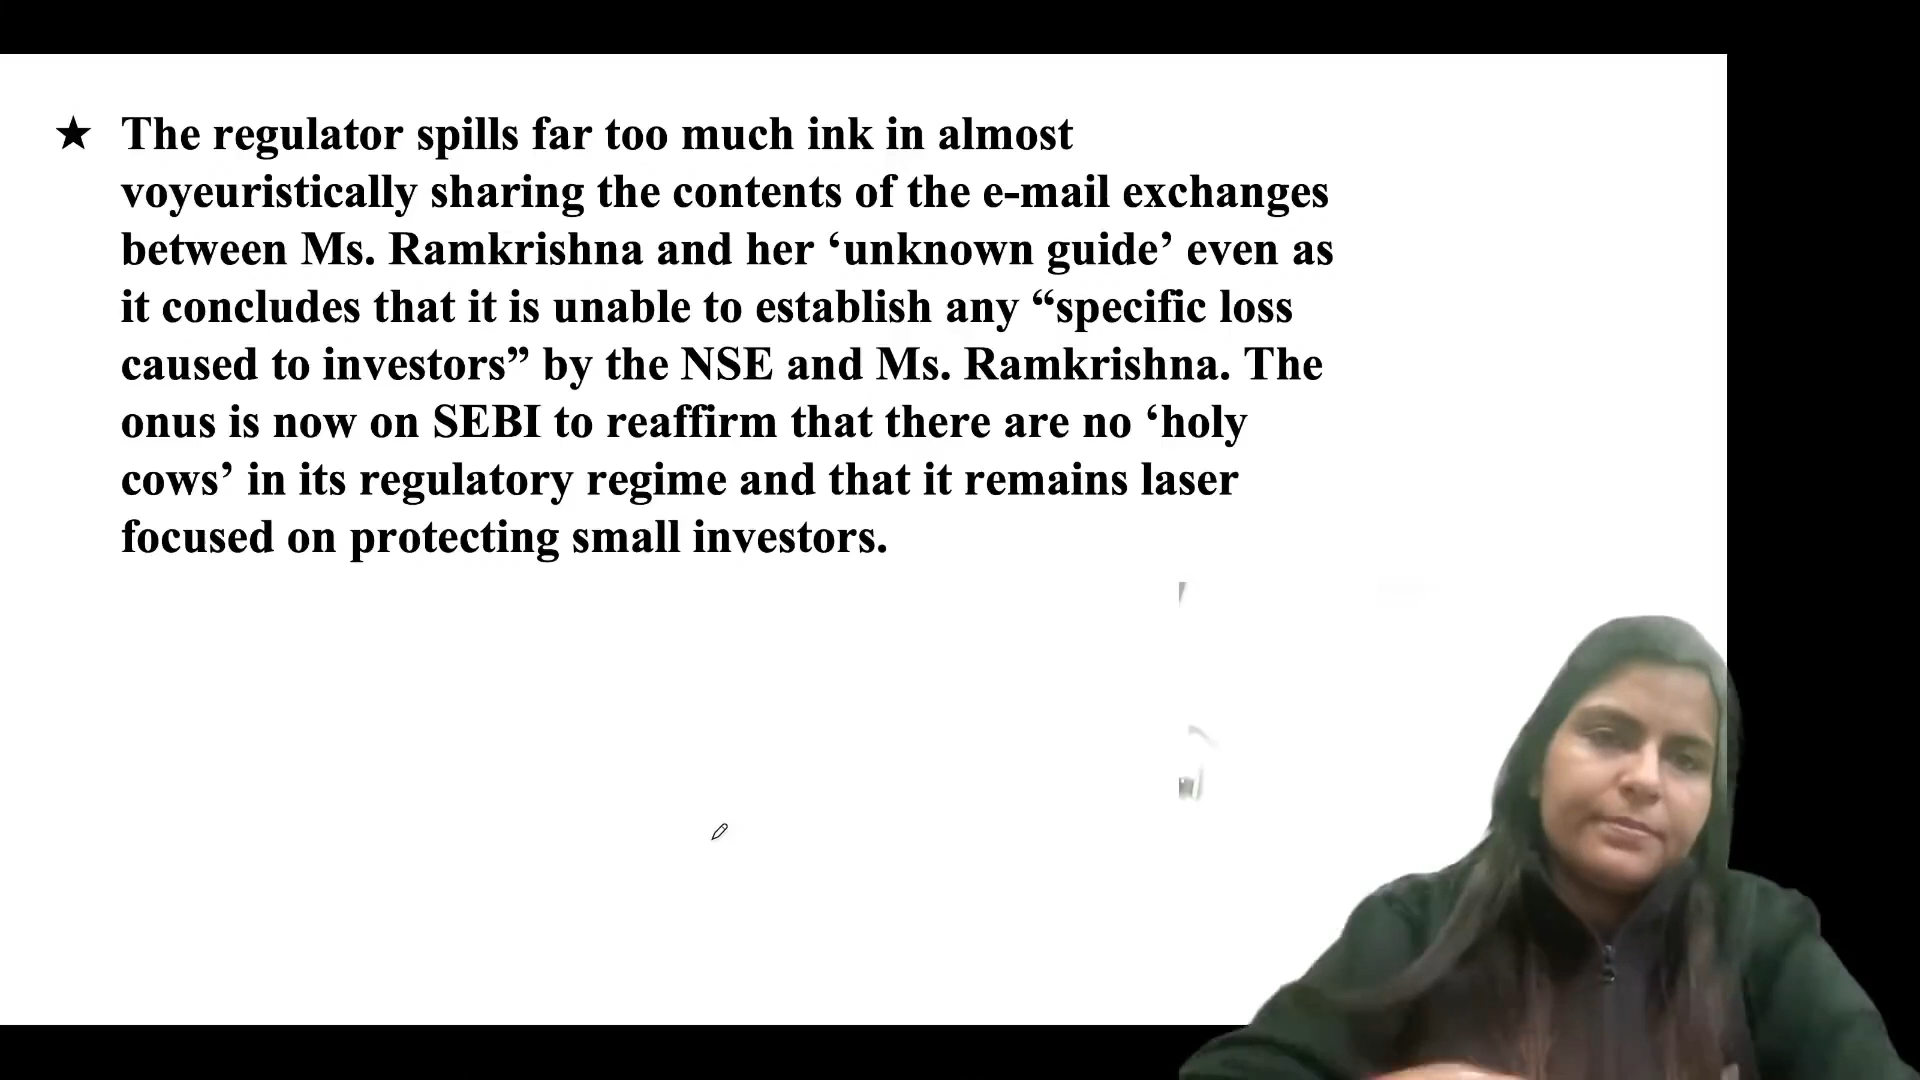 ★ The regulator spills far too much ink in almost
voyeuristically sharing the contents of the e-mail exchanges
between Ms. Ramkrishna and her ‘unknown guide’ even as
it concludes that it is unable to establish any “specific loss
caused to investors” by the NSE and Ms. Ramkrishna. The
onus is now on SEBI to reaffirm that there are no ‘holy
cows’ in its regulatory regime and that it remains laser
focused on protecting small investors.